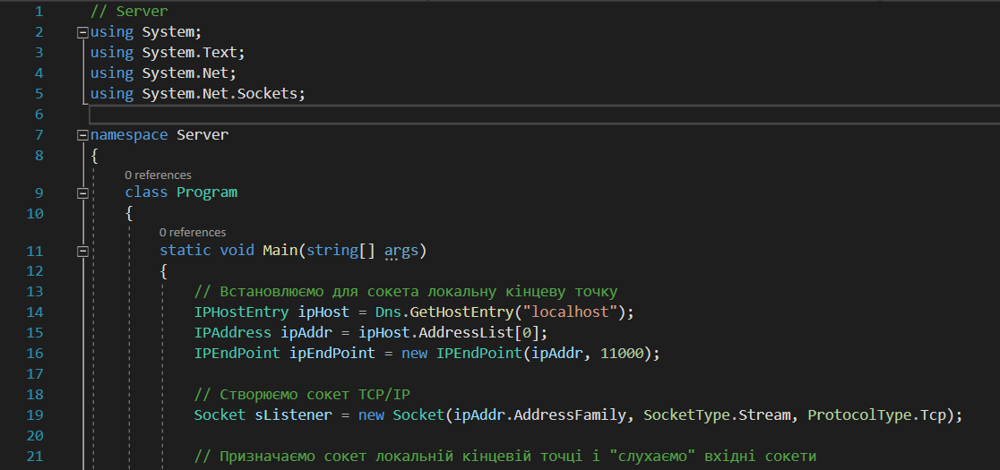 1 // Server
2 using System;
3 using System.Text;
4 using System.Net;
5 using System.Net.Sockets;
6
7 namespace Server
8 {
0 references
9 class Program
10 {
0 references
11 static void Main(string[] args)
12 {
13 // Встановлюємо для сокета локальну кінцеву точку
14 IPHostEntry ipHost = Dns.GetHostEntry("localhost");
15 IPAddress ipAddr = ipHost.AddressList[0];
16 IPEndPoint ipEndPoint = new IPEndPoint(ipAddr, 11000);
17
18 // Створюємо сокет TCP/IP
19 Socket sListener = new Socket(ipAddr.AddressFamily, SocketType.Stream, ProtocolType.Tcp);
20
21 // Призначаємо сокет локальній кінцевій точці і "слухаємо" вхідні сокети